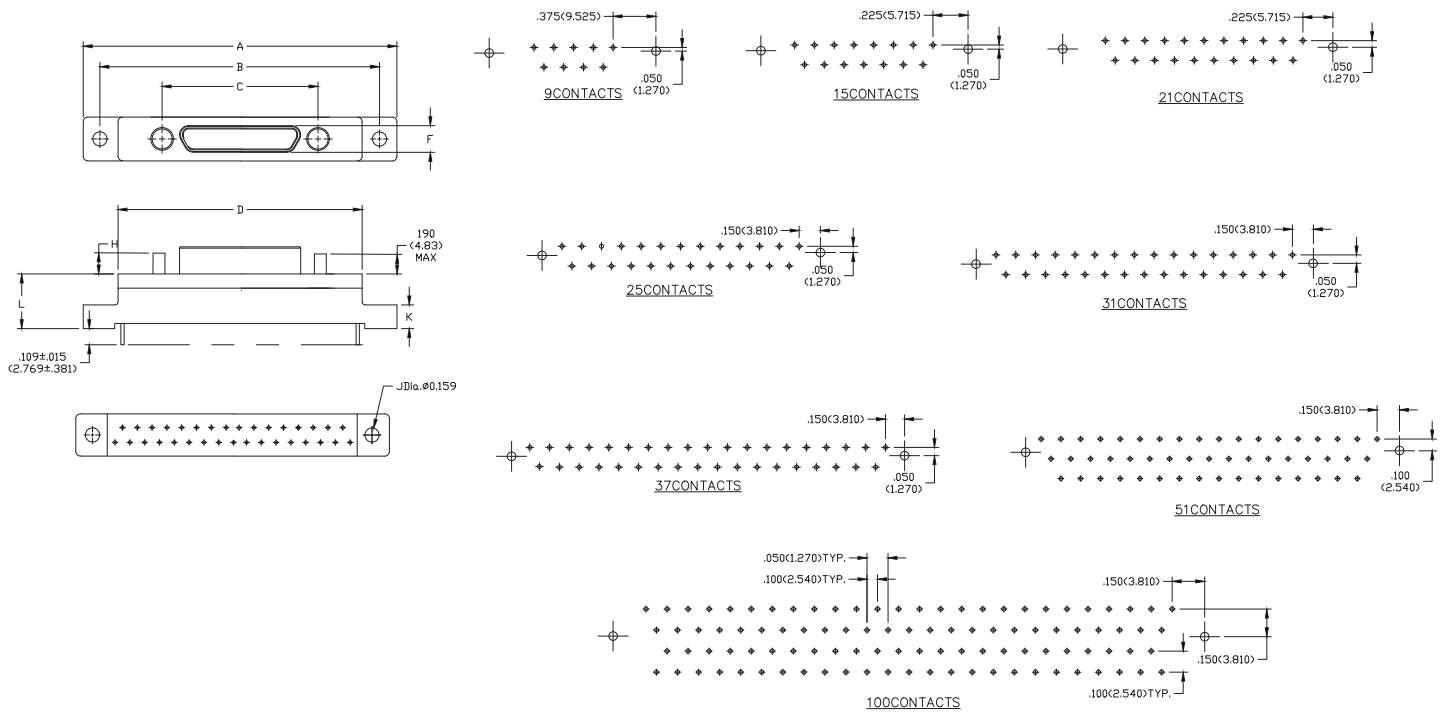 A
B
C
F
D
H
190
(4.83)
MAX
L
K
.109±.015
(2.769±.381)
JDia.ø0.159
.375(9.525)
.050
(1.270)
9CONTACTS
.225(5.715)
.050
(1.270)
15CONTACTS
.225(5.715)
.050
(1.270)
21CONTACTS
.150(3.810)
.050
(1.270)
25CONTACTS
.150(3.810)
.050
(1.270)
31CONTACTS
.150(3.810)
.050
(1.270)
37CONTACTS
.150(3.810)
.100
(2.540)
51CONTACTS
.050(1.270)TYP.
.100(2.540)TYP.
.150(3.810)
.150(3.810)
.100(2.540)TYP.
100CONTACTS